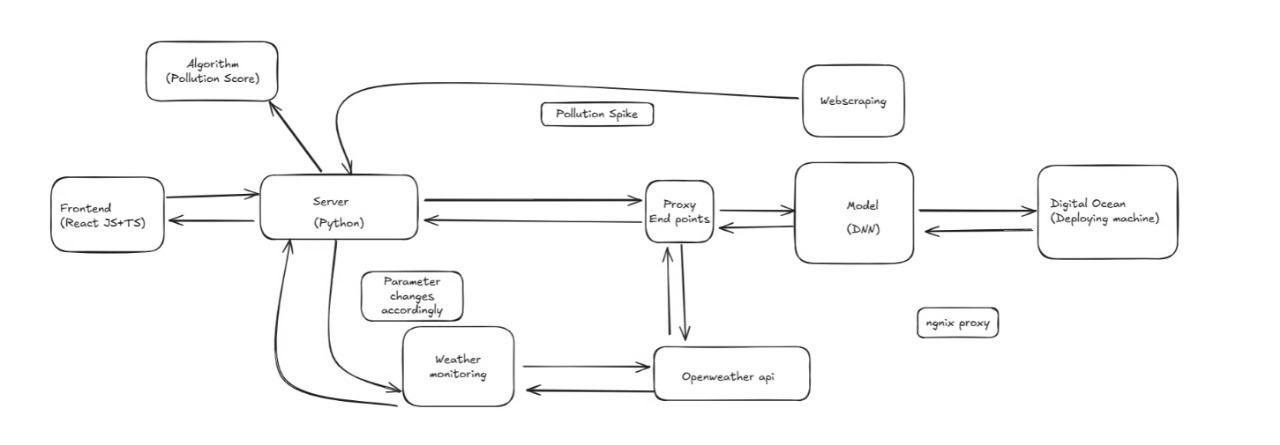 Algorithm
(Pollution Score)
Webscraping
Pollution Spike
Frontend
(React JS+TS)
Server
(Python)
Proxy
End points
Model
(DNN)
Digital Ocean
(Deploying machine)
Parameter
changes
accordingly
ngnix proxy
Weather
monitoring
Openweather api